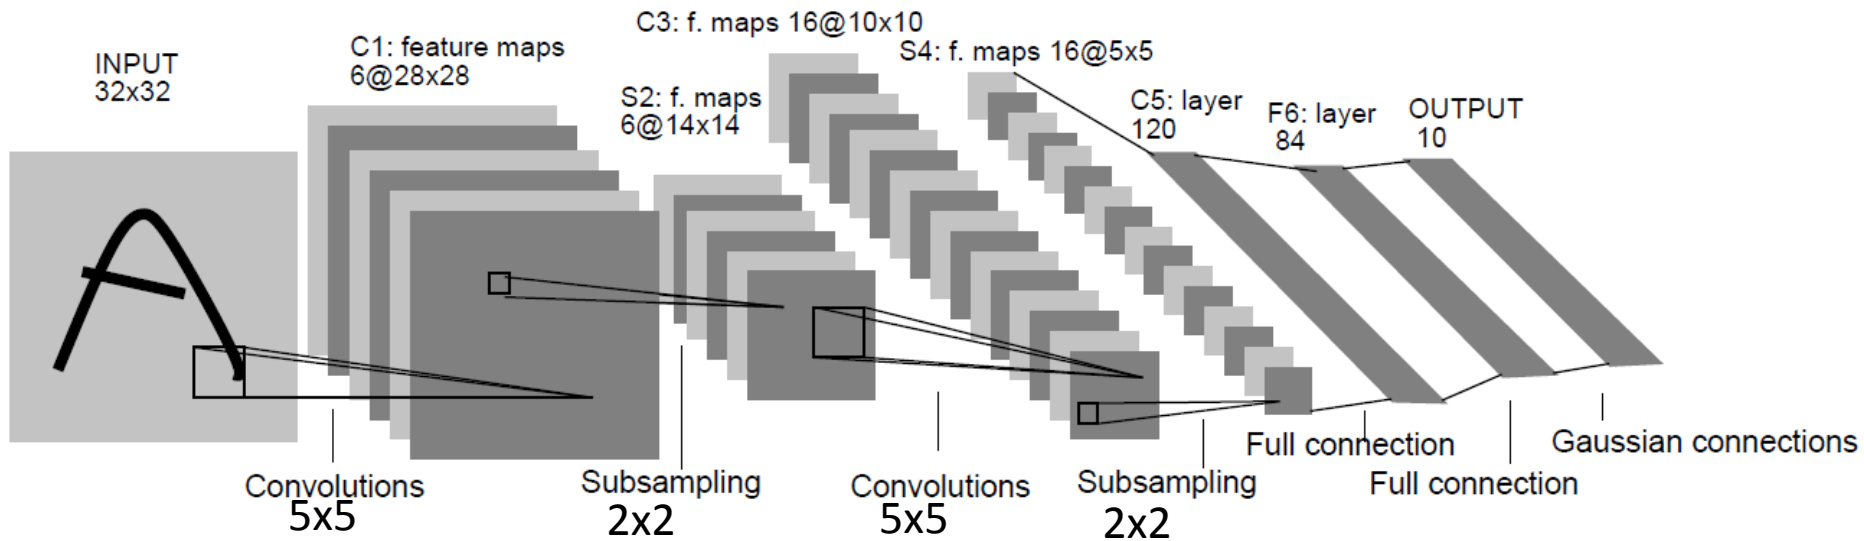 INPUT
32x32
C1: feature maps
6@28x28
S2: f. maps
6@14x14
C3: f. maps 16@10x10
S4: f. maps 16@5x5
C5: layer
120
F6: layer
84
OUTPUT
10
Convolutions
5x5
Subsampling
2x2
Convolutions
5x5
Subsampling
2x2
Full connection
Full connection
Gaussian connections